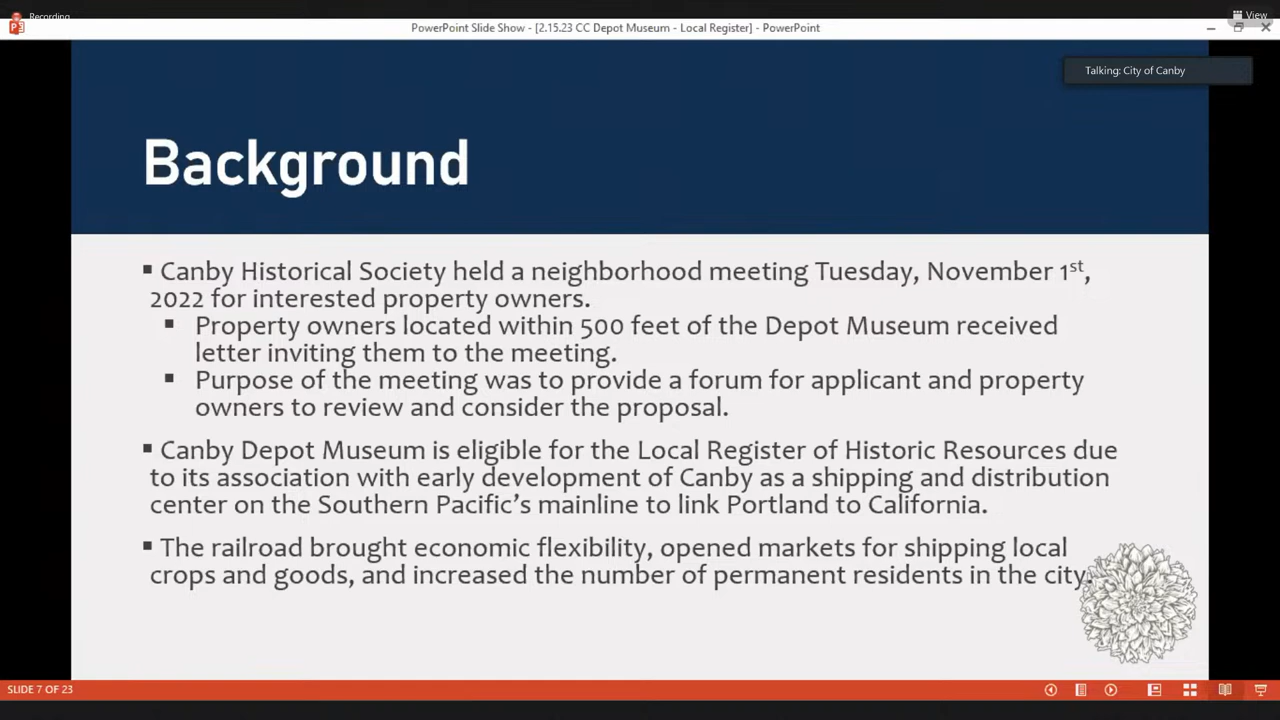 Recording
View
PowerPoint Slide Show - [2.15.23 CC Depot Museum - Local Register] - PowerPoint
Talking: City of Canby
Background
▪ Canby Historical Society held a neighborhood meeting Tuesday, November 1st,
2022 for interested property owners.
▪ Property owners located within 500 feet of the Depot Museum received
letter inviting them to the meeting.
▪ Purpose of the meeting was to provide a forum for applicant and property
owners to review and consider the proposal.
▪ Canby Depot Museum is eligible for the Local Register of Historic Resources due
to its association with early development of Canby as a shipping and distribution
center on the Southern Pacific's mainline to link Portland to California.
▪ The railroad brought economic flexibility, opened markets for shipping local
crops and goods, and increased the number of permanent residents in the city.
SLIDE 7 OF 23